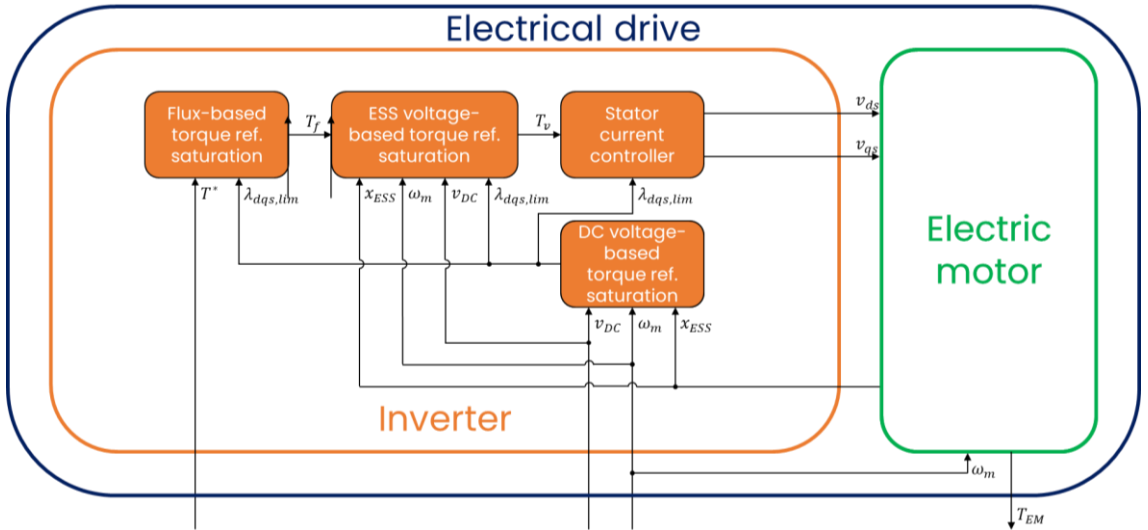 Electrical drive
Flux-based
torque ref.
saturation
T_f
ESS voltage-
based torque ref.
saturation
T_v
Stator
current
controller
v_ds
v_qs
T*
λ_dqs,lim
x_ESS
ω_m
v_DC
λ_dqs,lim
λ_dqs,lim
DC voltage-
based
torque ref.
saturation
v_DC
ω_m
x_ESS
Electric
motor
Inverter
ω_m
T_EM